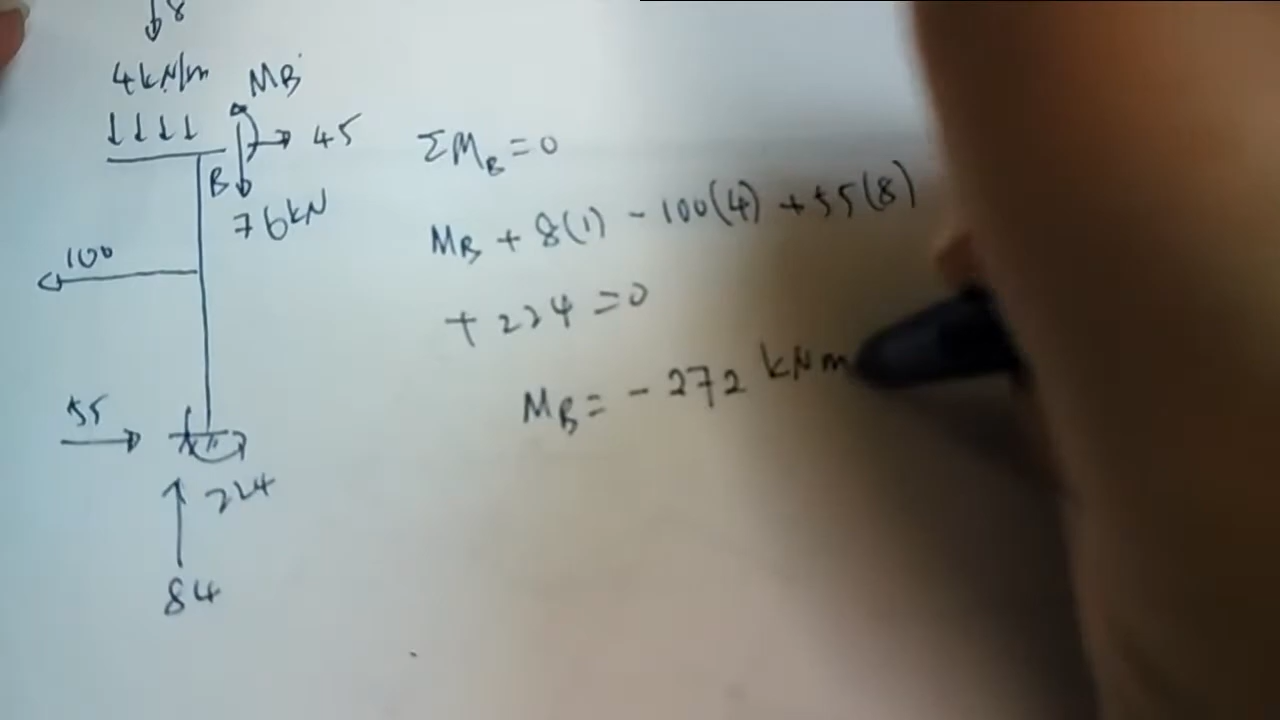 8
4kN/m MB
45
B
76kN
100
55
224
84
ΣMB=0
MB + 8(1) - 100(4) + 55(8)
+ 224 = 0
MB = - 272 kNm